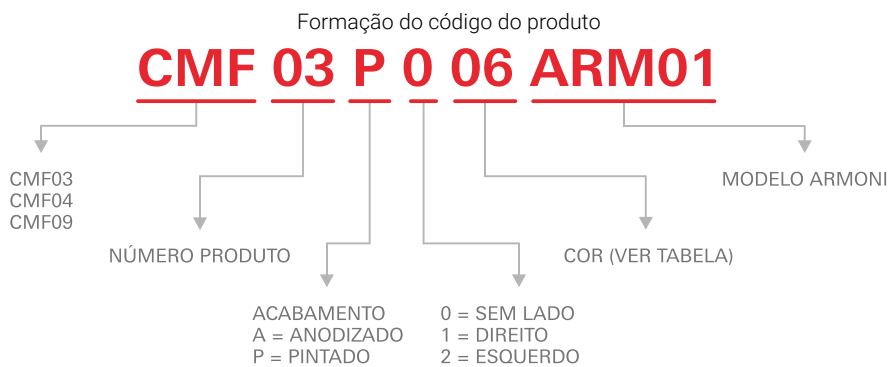 Formação do código do produto
CMF 03 P 0 06 ARM01
CMF03
CMF04
CMF09
NÚMERO PRODUTO
ACABAMENTO
A = ANODIZADO
P = PINTADO
0 = SEM LADO
1 = DIREITO
2 = ESQUERDO
COR (VER TABELA)
MODELO ARMONI